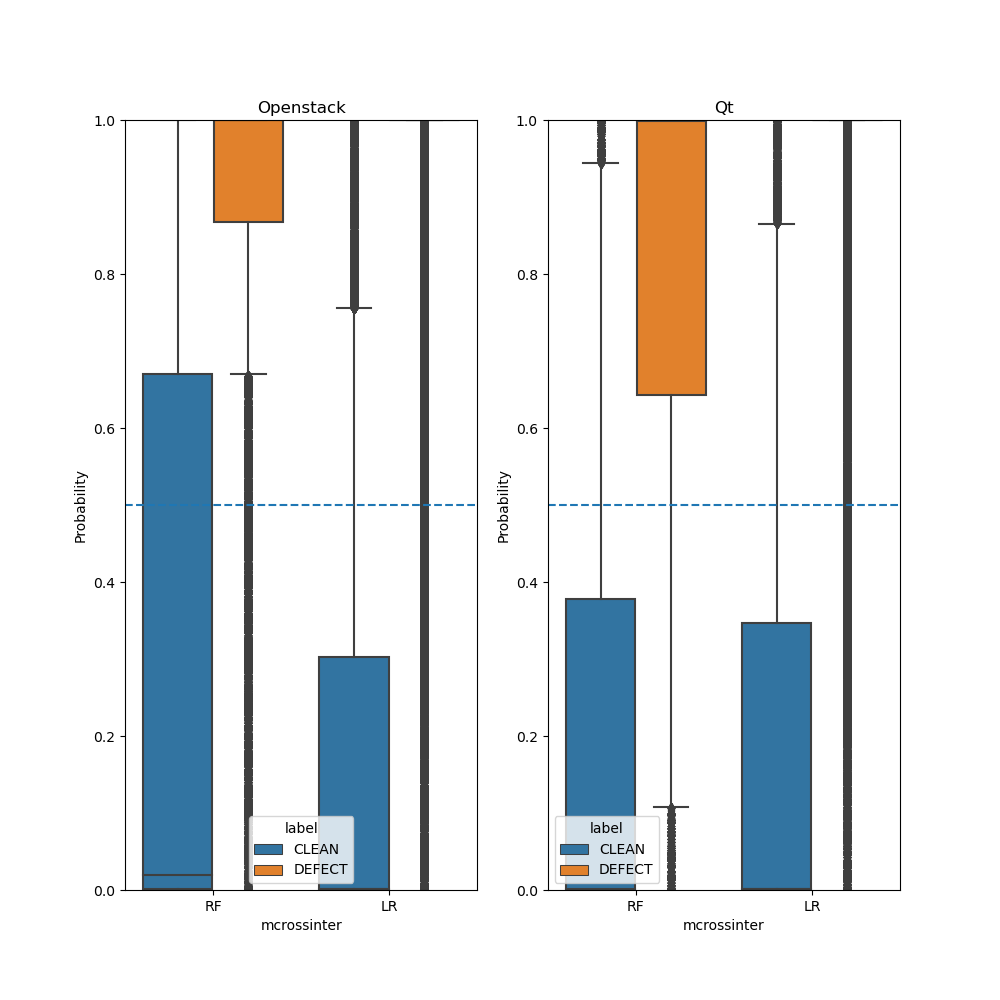 Openstack
1.0
0.8
0.6
0.4
0.2
0.0
Probability
label
CLEAN
DEFECT
RF
LR
mcrossinter
Qt
1.0
0.8
0.6
0.4
0.2
0.0
Probability
label
CLEAN
DEFECT
RF
LR
mcrossinter